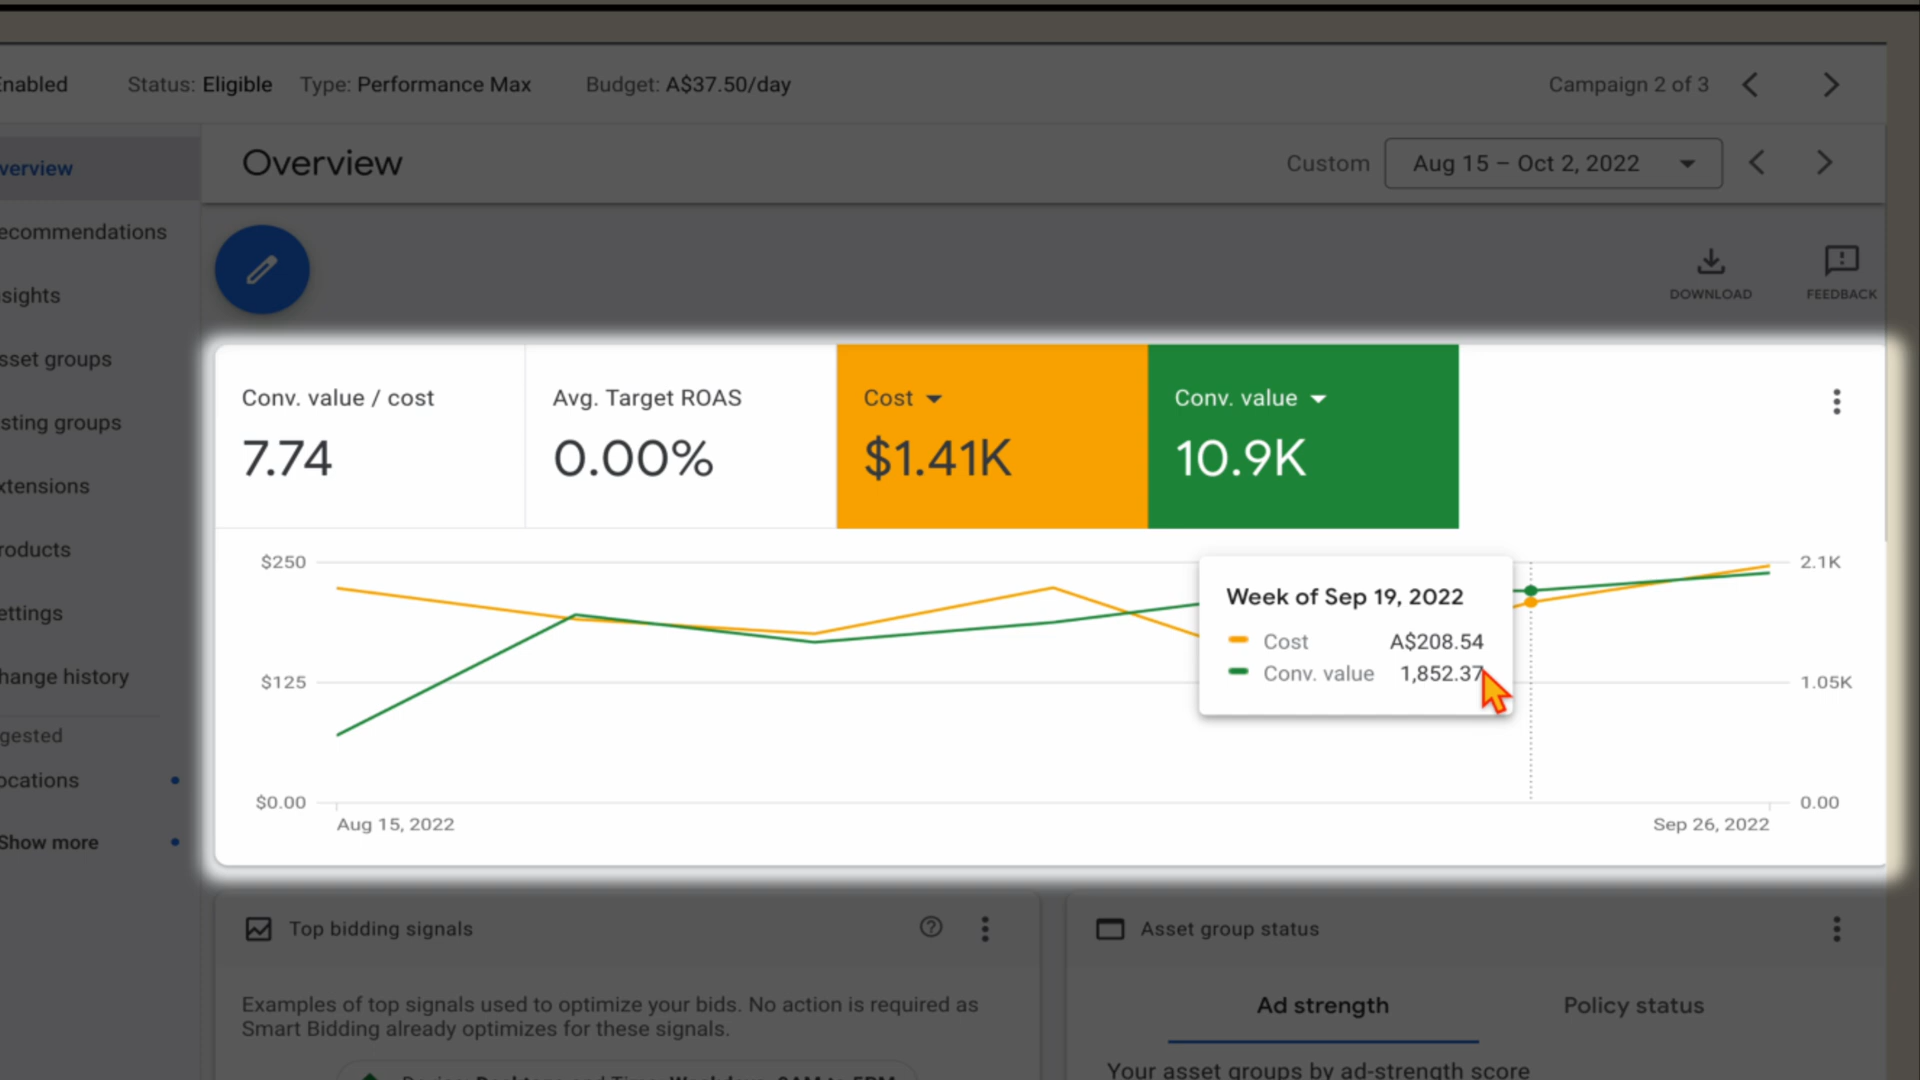 nabled Status: Eligible Type: Performance Max Budget: A$37.50/day Campaign 2 of 3
verview
Overview
Custom Aug 15 – Oct 2, 2022
ecommendations
sights
sset groups
sting groups
xtensions
roducts
ettings
hange history
gested
ocations
Show more
DOWNLOAD
FEEDBACK
Conv. value / cost
7.74
Avg. Target ROAS
0.00%
Cost
$1.41K
Conv. value
10.9K
$250
$125
$0.00
2.1K
1.05K
0.00
Week of Sep 19, 2022
Cost A$208.54
Conv. value 1,852.37
Aug 15, 2022
Sep 26, 2022
Top bidding signals
Examples of top signals used to optimize your bids. No action is required as
Smart Bidding already optimizes for these signals.
Asset group status
Ad strength
Policy status
Your asset groups by ad-strength score